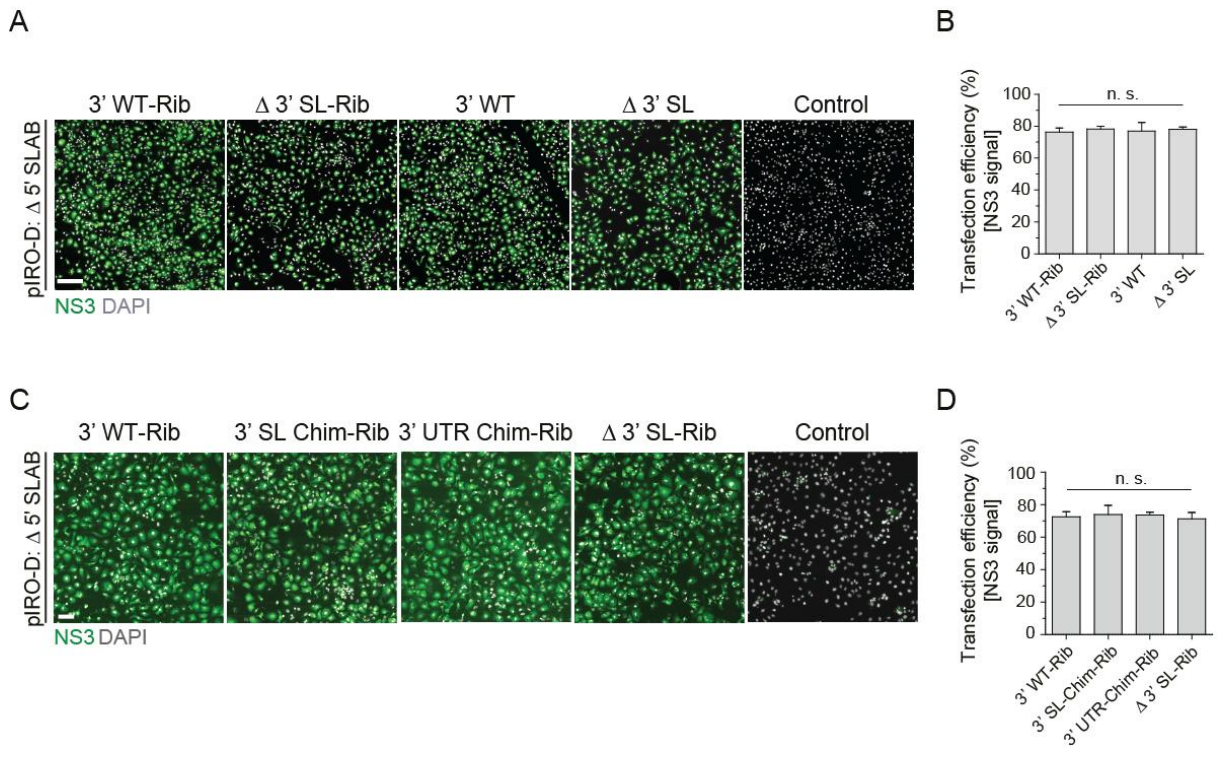 A
3' WT-Rib Δ 3' SL-Rib 3' WT Δ 3' SL Control
pIRO-D: Δ 5' SLAB
NS3 DAPI
B
Transfection efficiency (%)
[NS3 signal]
n. s.
100
80
60
40
20
0
3' WT-Rib
Δ 3' SL-Rib
3' WT
Δ 3' SL
C
3' WT-Rib 3' SL Chim-Rib 3' UTR Chim-Rib Δ 3' SL-Rib Control
pIRO-D: Δ 5' SLAB
NS3 DAPI
D
Transfection efficiency (%)
[NS3 signal]
n. s.
100
80
60
40
20
0
3' WT-Rib
3' SL-Chim-Rib
3' UTR-Chim-Rib
Δ 3' SL-Rib